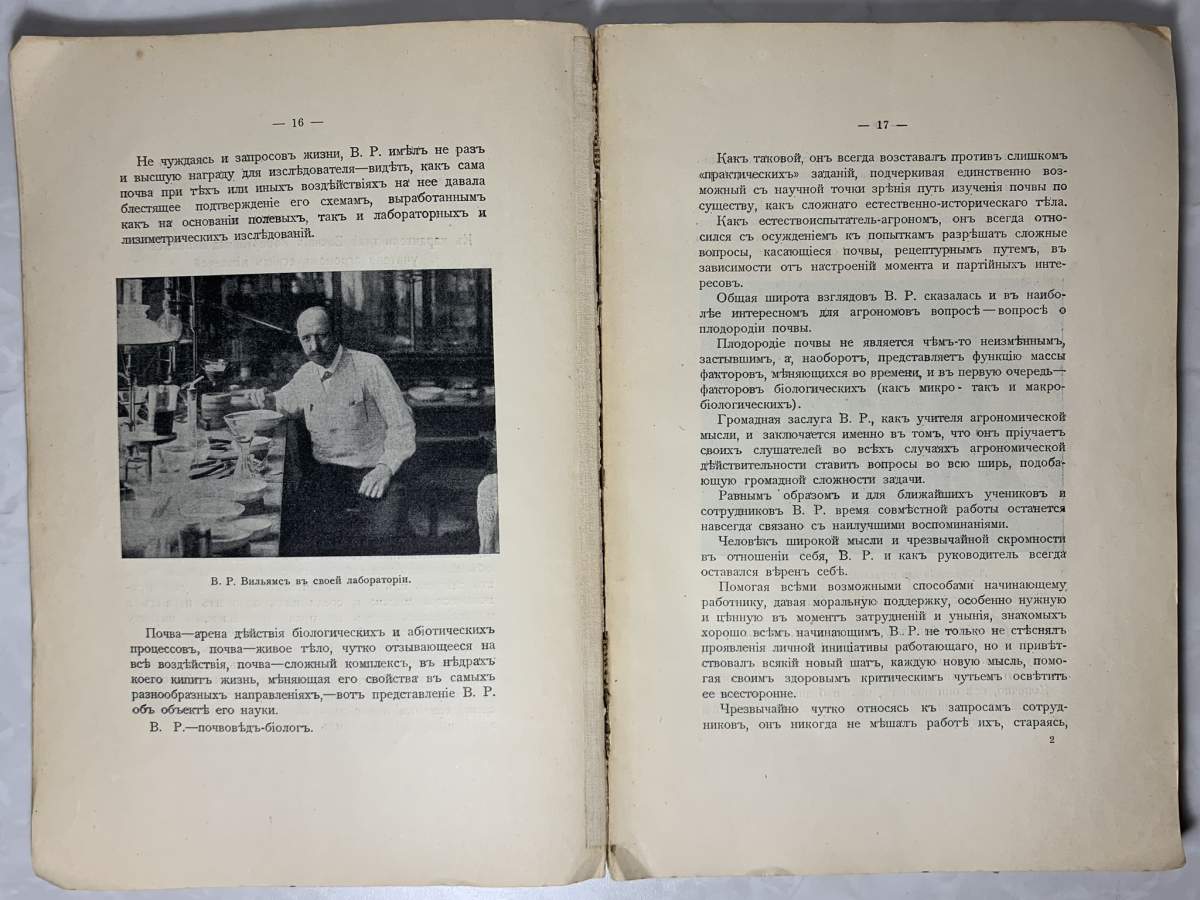 — 16 —
Не чуждаясь и запросовъ жизни, В. Р. имѣлъ не разъ
и высшую награду для изслѣдователя—видѣть, какъ сама
почва при тѣхъ или иныхъ воздѣйствіяхъ на нее давала
блестящее подтвержденіе его схемамъ, выработаннымъ
какъ на основаніи полевыхъ, такъ и лабораторныхъ и
лизиметрическихъ изслѣдованій.
В. Р. Вильямсъ въ своей лабораторіи.
Почва—арена дѣйствія біологическихъ и абіотическихъ
процессовъ, почва—живое тѣло, чутко отзывающееся на
всѣ воздѣйствія, почва—сложный комплексъ, въ нѣдрахъ
коего кипитъ жизнь, мѣняющая его свойства въ самыхъ
разнообразныхъ направленіяхъ,—вотъ представленіе В. Р.
объ объектѣ его науки.
В. Р.—почвовѣдъ-біологъ.
— 17 —
Какъ таковой, онъ всегда возставалъ противъ слишкомъ
«практическихъ» заданій, подчеркивая единственно воз-
можный съ научной точки зрѣнія путь изученія почвы по
существу, какъ сложнаго естественно-историческаго тѣла.
Какъ естествоиспытатель-агрономъ, онъ всегда отно-
сился съ осужденіемъ къ попыткамъ разрѣшать сложные
вопросы, касающіеся почвы, рецептурнымъ путемъ, въ
зависимости отъ настроеній момента и партійныхъ инте-
ресовъ.
Общая широта взглядовъ В. Р. сказалась и въ наибо-
лѣе интересномъ для агрономовъ вопросѣ—вопросѣ о
плодородіи почвы.
Плодородіе почвы не является чѣмъ-то неизмѣннымъ,
застывшимъ, а, наоборотъ, представляетъ функцію массы
факторовъ, мѣняющихся во времени, и въ первую очередь—
факторовъ біологическихъ (какъ микро- такъ и макро-
біологическихъ).
Громадная заслуга В. Р., какъ учителя агрономической
мысли, и заключается именно въ томъ, что онъ пріучаетъ
своихъ слушателей во всѣхъ случаяхъ агрономической
дѣйствительности ставить вопросы во всю ширь, подоба-
ющую громадной сложности задачи.
Равнымъ образомъ и для ближайшихъ учениковъ и
сотрудниковъ В. Р. время совмѣстной работы останется
навсегда связано съ наилучшими воспоминаніями.
Человѣкъ широкой мысли и чрезвычайной скромности
въ отношеніи себя, В. Р. и какъ руководитель всегда
оставался вѣренъ себѣ.
Помогая всѣми возможными способами начинающему
работнику, давая моральную поддержку, особенно нужную
и цѣнную въ моментъ затрудненій и унынія, знакомыхъ
хорошо всѣмъ начинающимъ, В. Р. не только не стѣснялъ
проявленія личной иниціативы работающаго, но и привѣт-
ствовалъ всякій новый шагъ, каждую новую мысль, помо-
гая своимъ здоровымъ критическимъ чутьемъ освѣтить
ее всесторонне.
Чрезвычайно чутко относясь къ запросамъ сотруд-
никовъ, онъ никогда не мѣшалъ работѣ ихъ, стараясь,
2